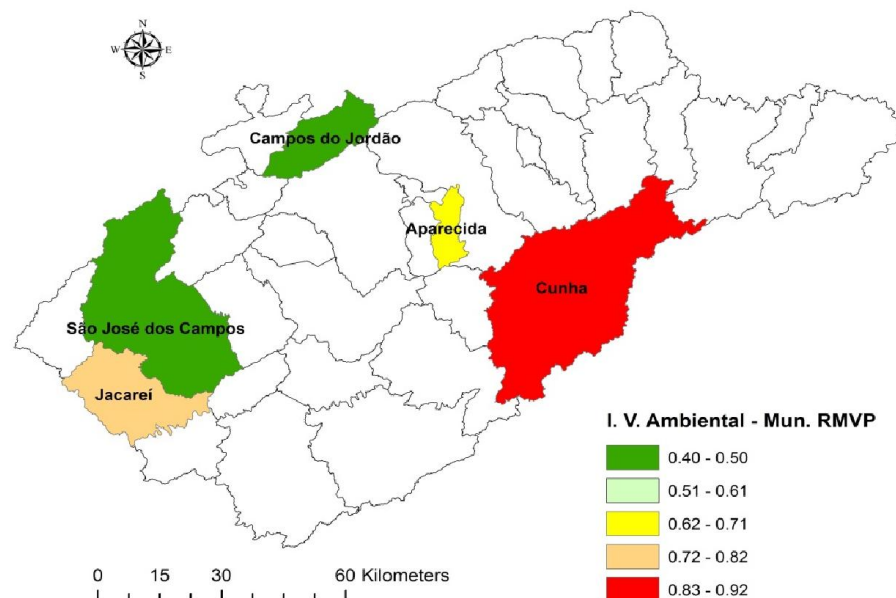 N
W E
S
Campos do Jordão
Aparecida
Cunha
São José dos Campos
Jacareí
I. V. Ambiental - Mun. RMVP
0.40 - 0.50
0.51 - 0.61
0.62 - 0.71
0.72 - 0.82
0.83 - 0.92
0 15 30 60 Kilometers